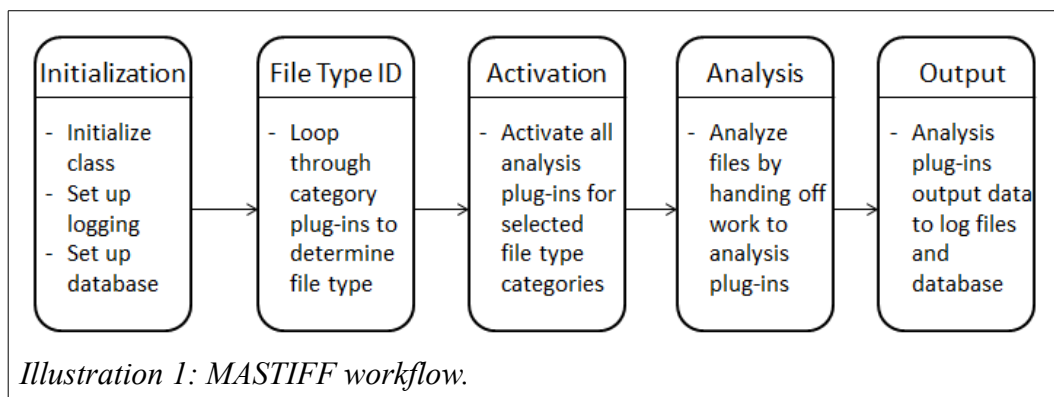 Initialization
- Initialize
class
- Set up
logging
- Set up
database
File Type ID
- Loop
through
category
plug-ins to
determine
file type
Activation
- Activate all
analysis
plug-ins for
selected
file type
categories
Analysis
- Analyze
files by
handing off
work to
analysis
plug-ins
Output
- Analysis
plug-ins
output data
to log files
and
database
Illustration 1: MASTIFF workflow.